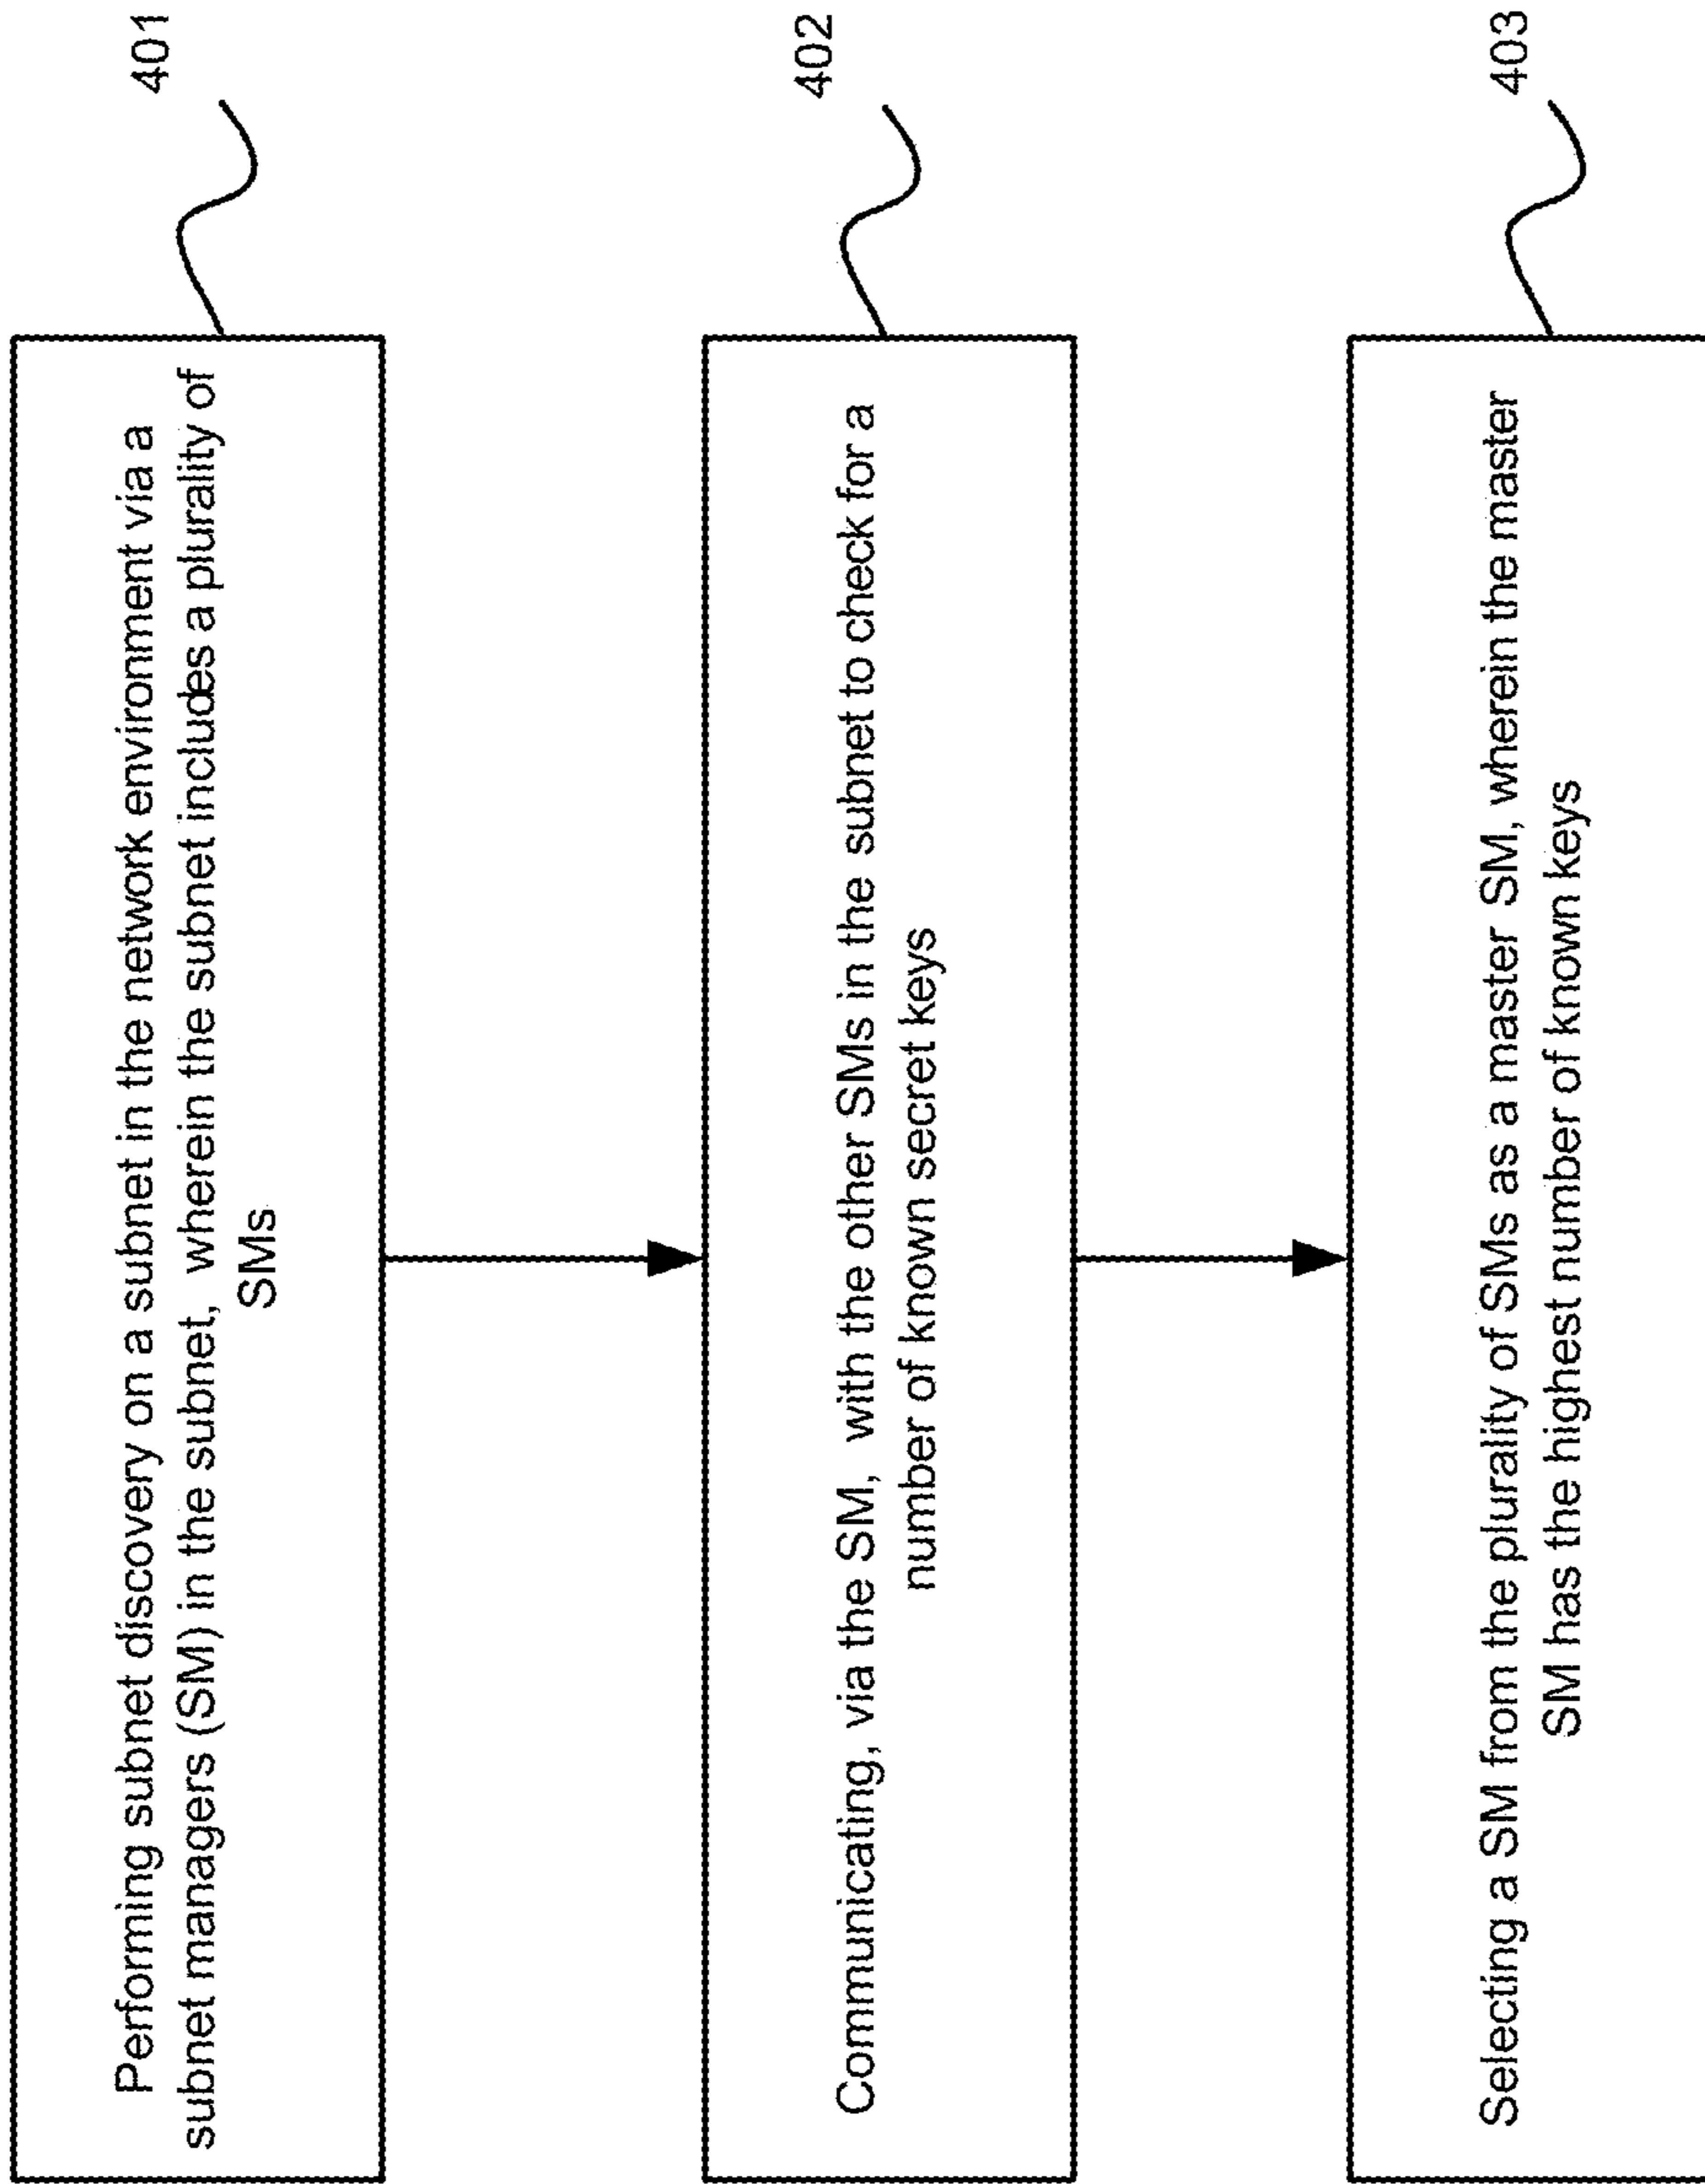 Performing subnet discovery on a subnet in the network environment via a
subnet managers (SM) in the subnet, wherein the subnet includes a plurality of
SMs
401
Communicating, via the SM, with the other SMs in the subnet to check for a
number of known secret keys
402
Selecting a SM from the plurality of SMs as a master SM, wherein the master
SM has the highest number of known keys
403